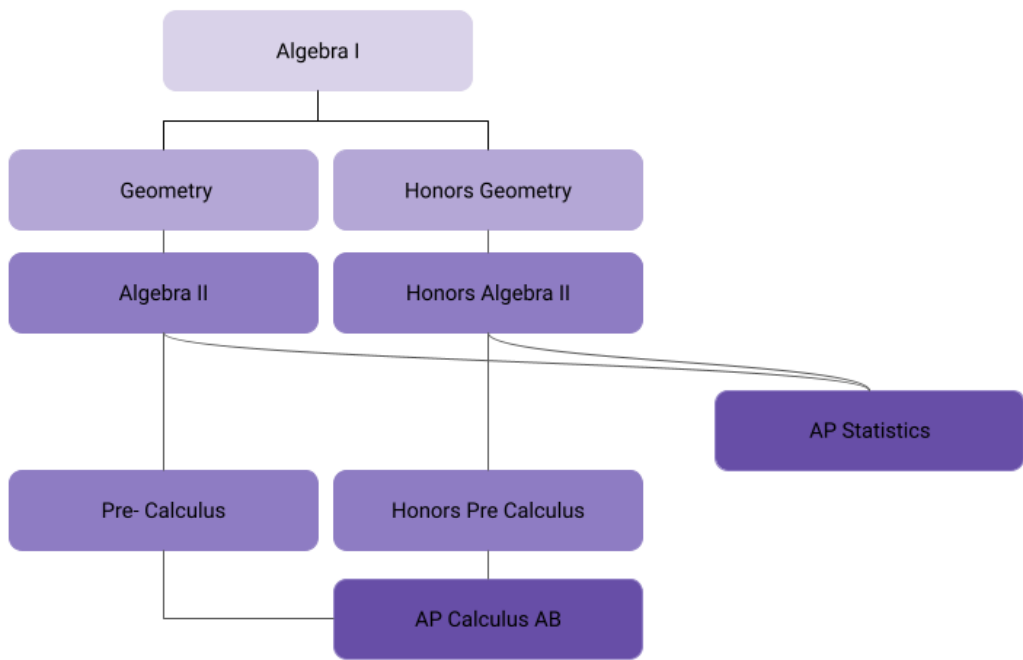 Algebra I
Geometry
Honors Geometry
Algebra II
Honors Algebra II
AP Statistics
Pre- Calculus
Honors Pre Calculus
AP Calculus AB